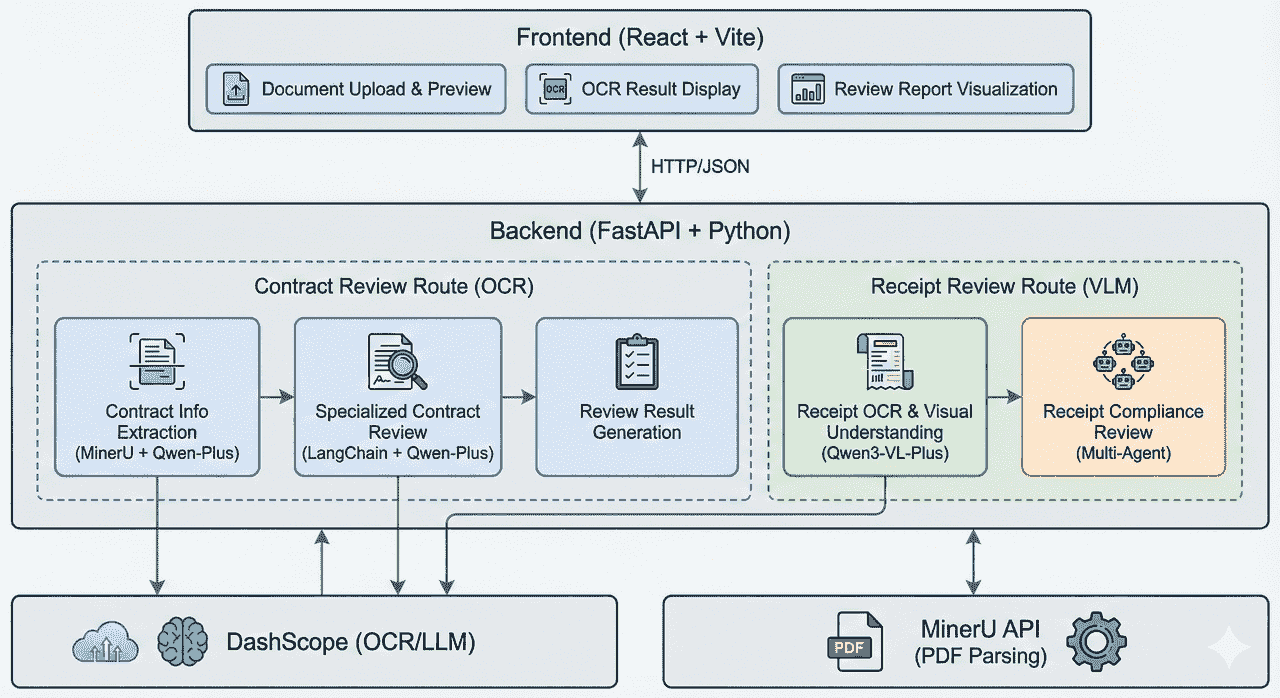 Frontend (React + Vite)
Document Upload & Preview
OCR
OCR Result Display
Review Report Visualization
HTTP/JSON
Backend (FastAPI + Python)
Contract Review Route (OCR)
Contract Info
Extraction
(MinerU + Qwen-Plus)
Specialized Contract
Review
(LangChain + Qwen-Plus)
Review Result
Generation
Receipt Review Route (VLM)
Receipt OCR & Visual
Understanding
(Qwen3-VL-Plus)
Receipt Compliance
Review
(Multi-Agent)
DashScope (OCR/LLM)
PDF
MinerU API
(PDF Parsing)